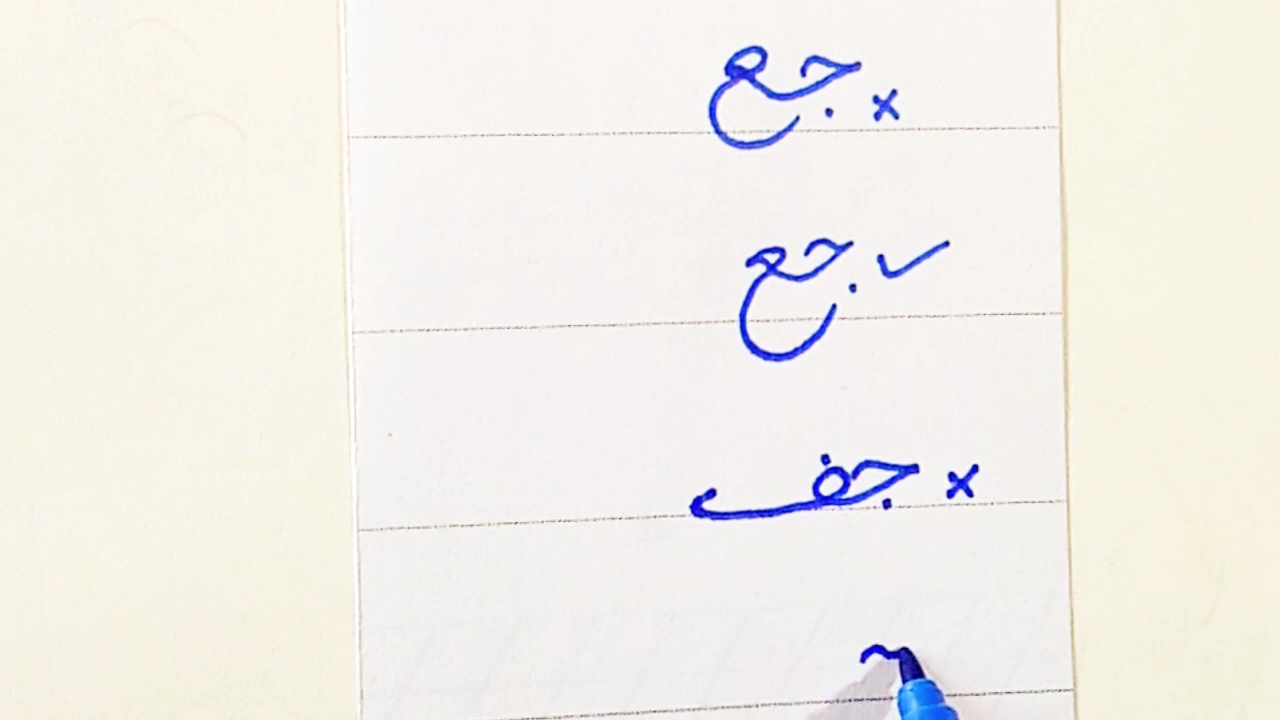 جع ×
جع ✓
جف ×